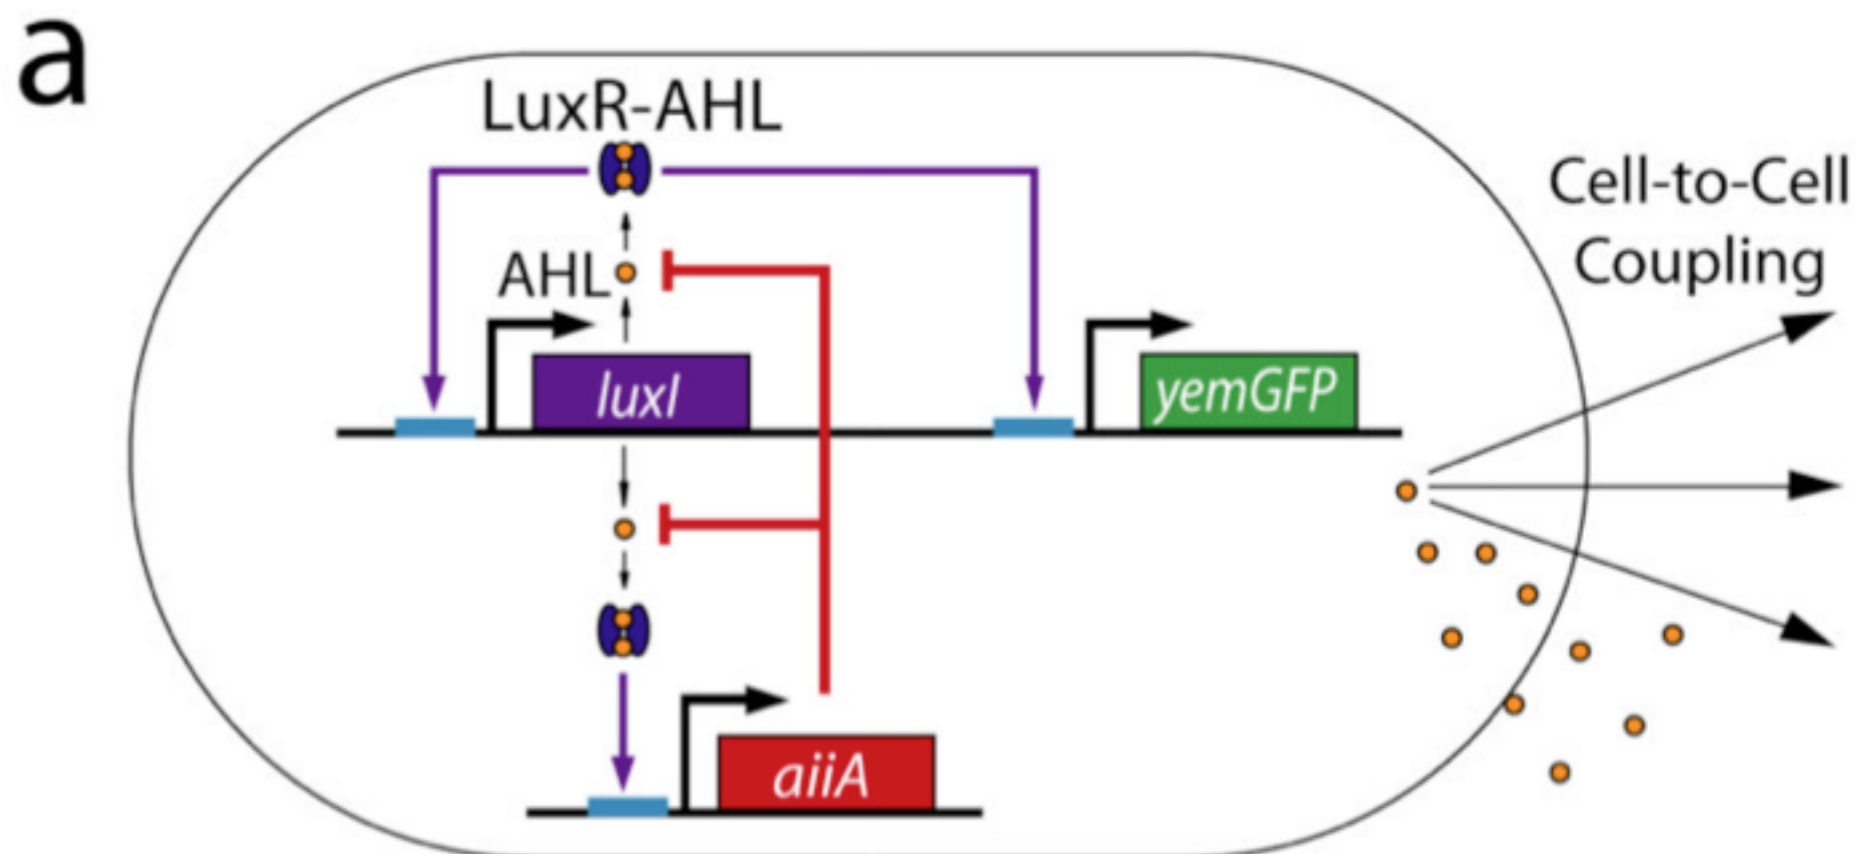 a
LuxR-AHL
Cell-to-Cell
Coupling
AHL
luxI
yemGFP
aiiA